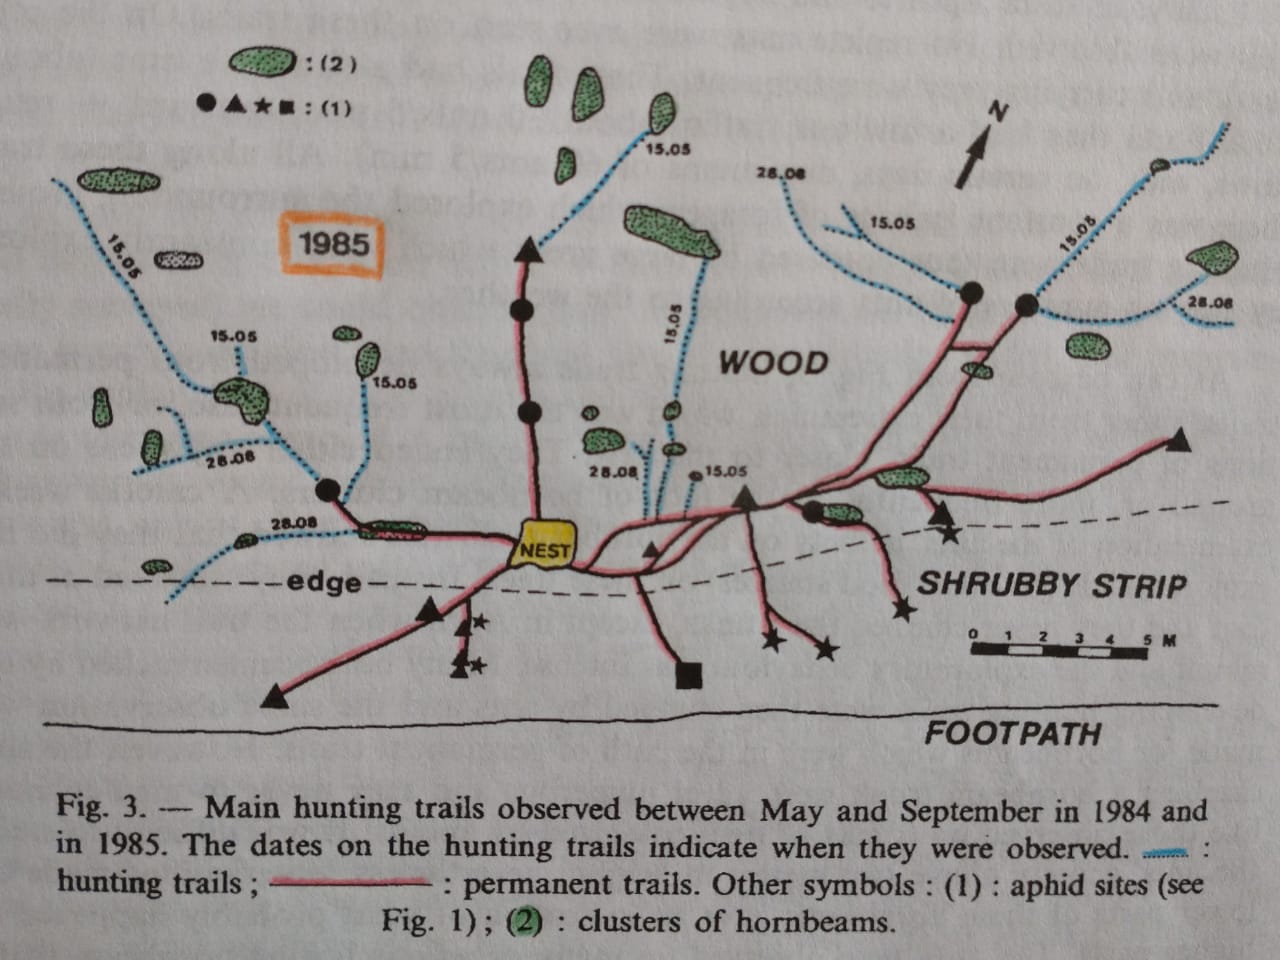 : (2)
: (1)
N
15.05
28.08
15.05
15.05
15.05
1985
28.08
15.05
15.05
WOOD
15.05
28.08
28.08
15.05
28.08
NEST
edge
SHRUBBY STRIP
0 1 2 3 4 5 M
FOOTPATH
Fig. 3. — Main hunting trails observed between May and September in 1984 and
in 1985. The dates on the hunting trails indicate when they were observed. :
hunting trails ; : permanent trails. Other symbols : (1) : aphid sites (see
Fig. 1) ; (2) : clusters of hornbeams.